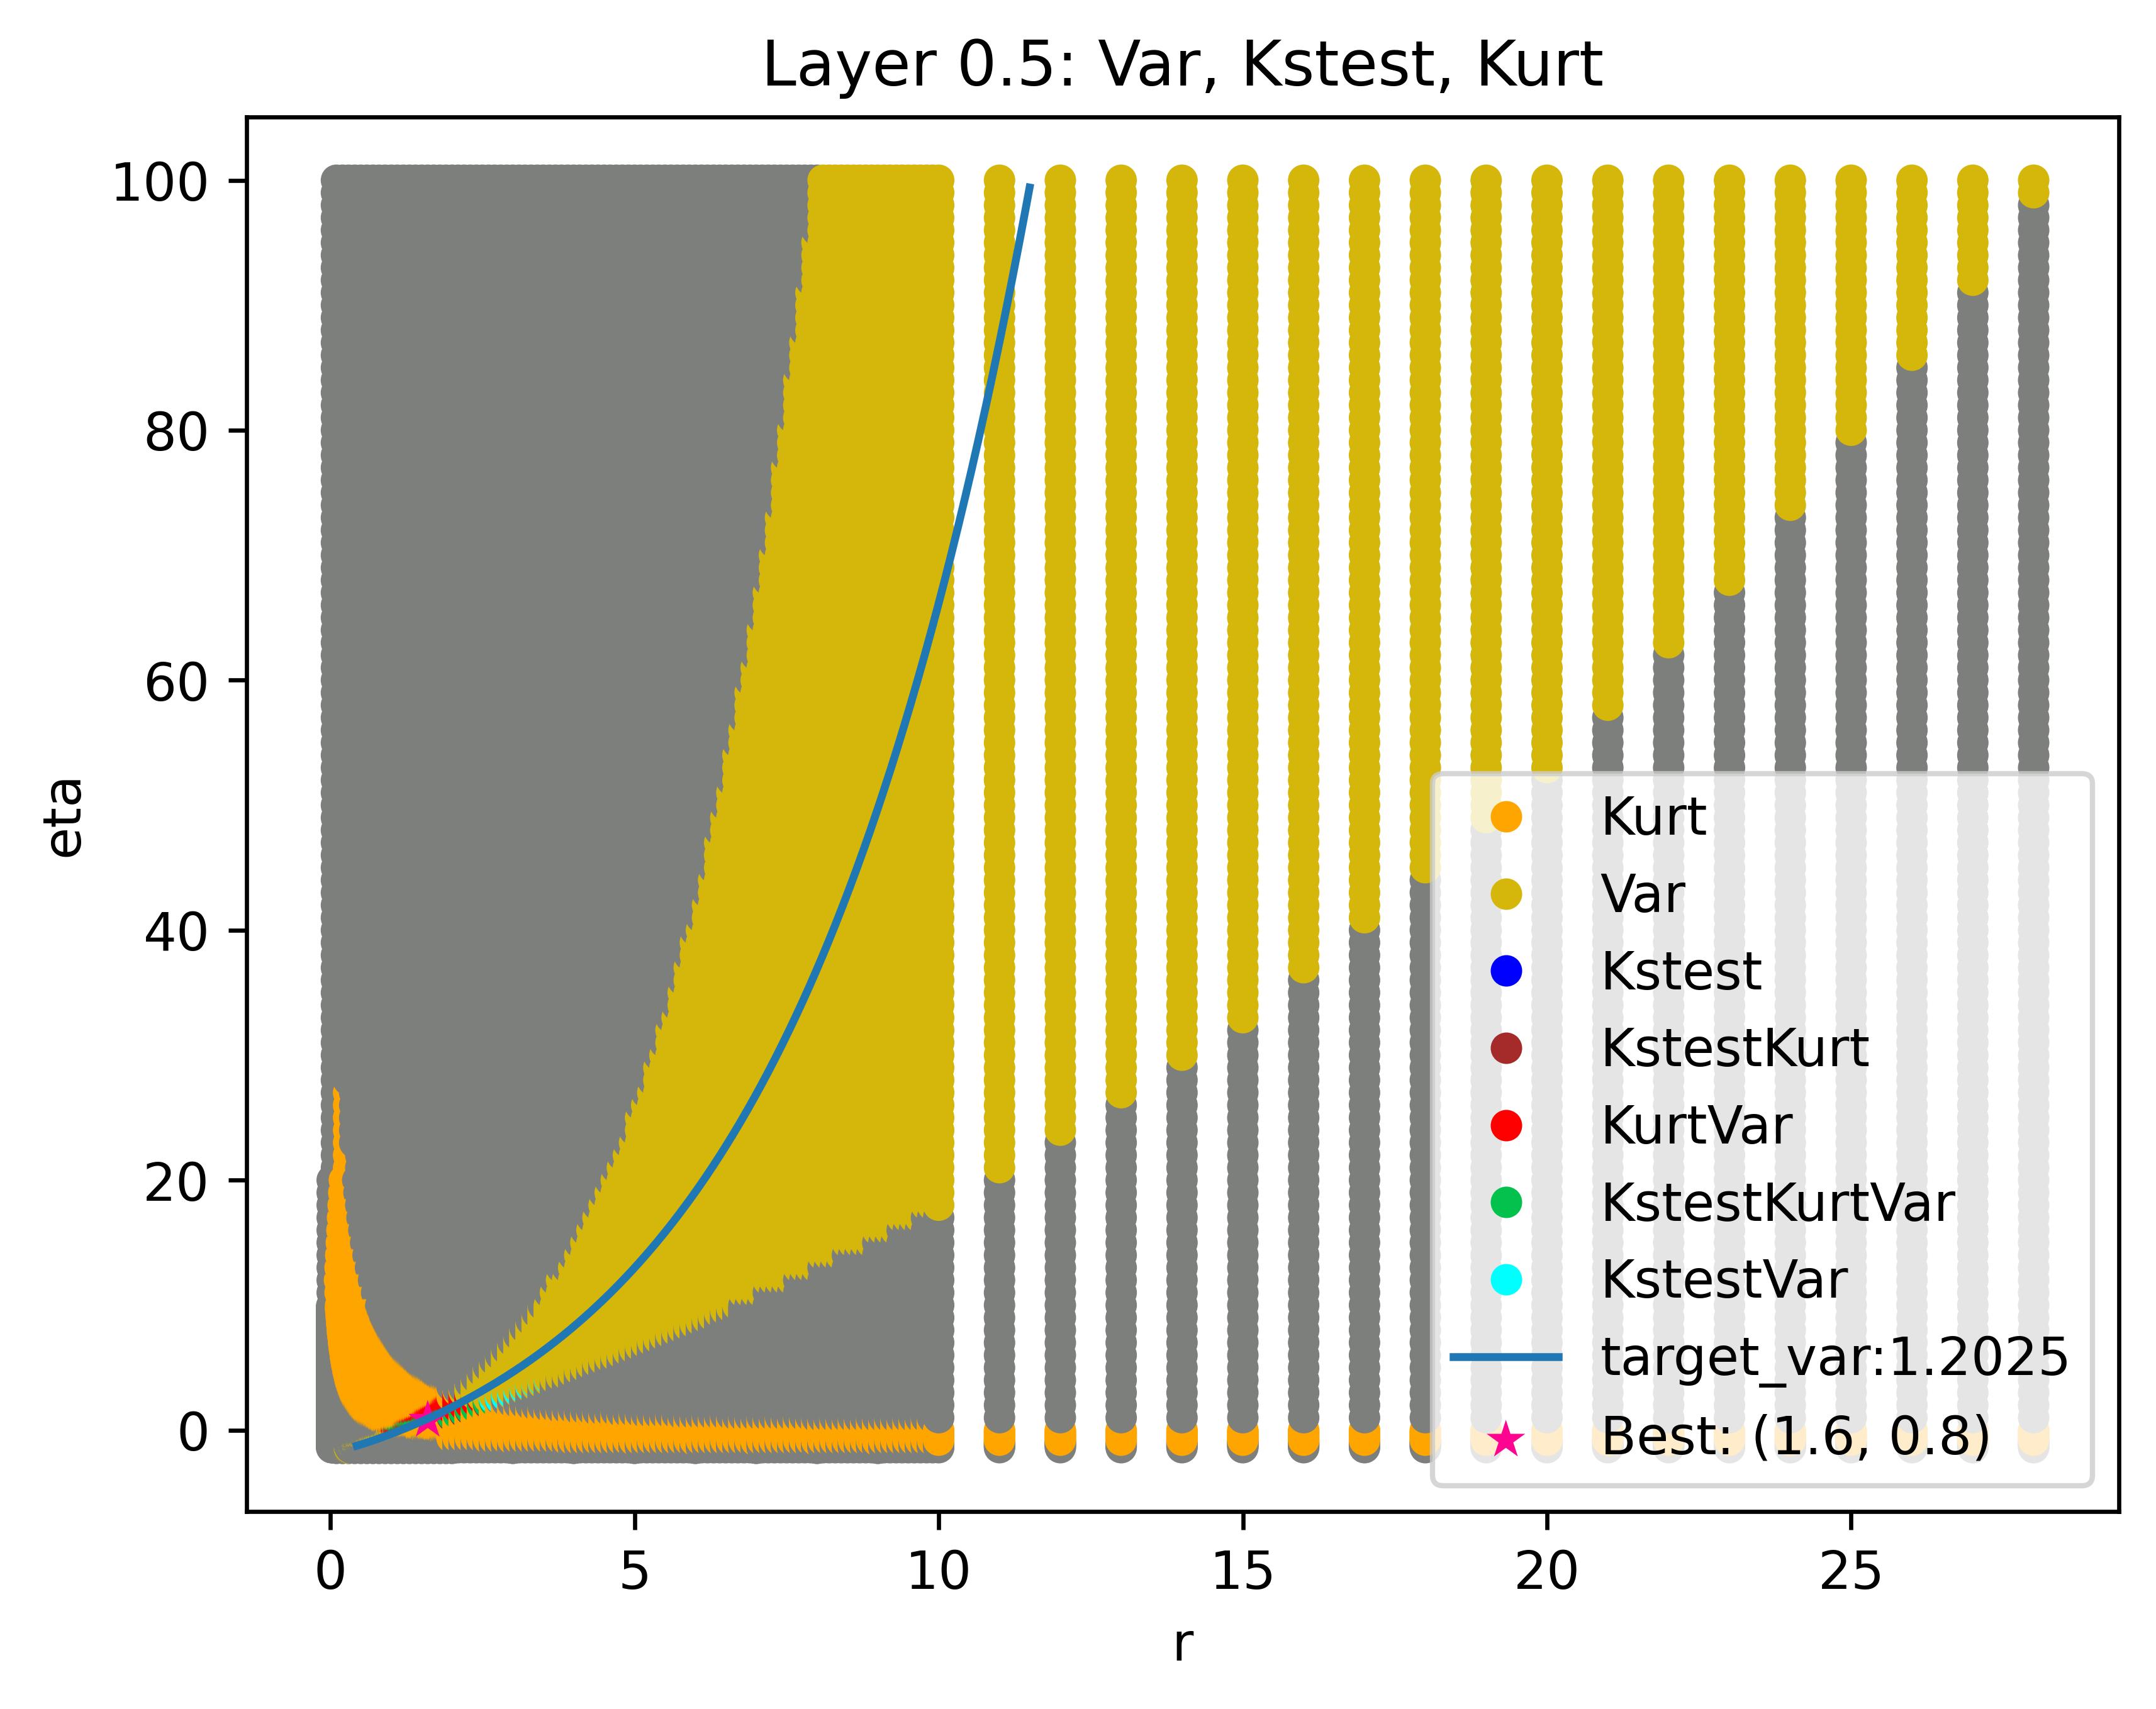 Layer 0.5: Var, Kstest, Kurt
100
80
60
40
20
0
eta
0 5 10 15 20 25
r
Kurt
Var
Kstest
KstestKurt
KurtVar
KstestKurtVar
KstestVar
target_var:1.2025
Best: (1.6, 0.8)